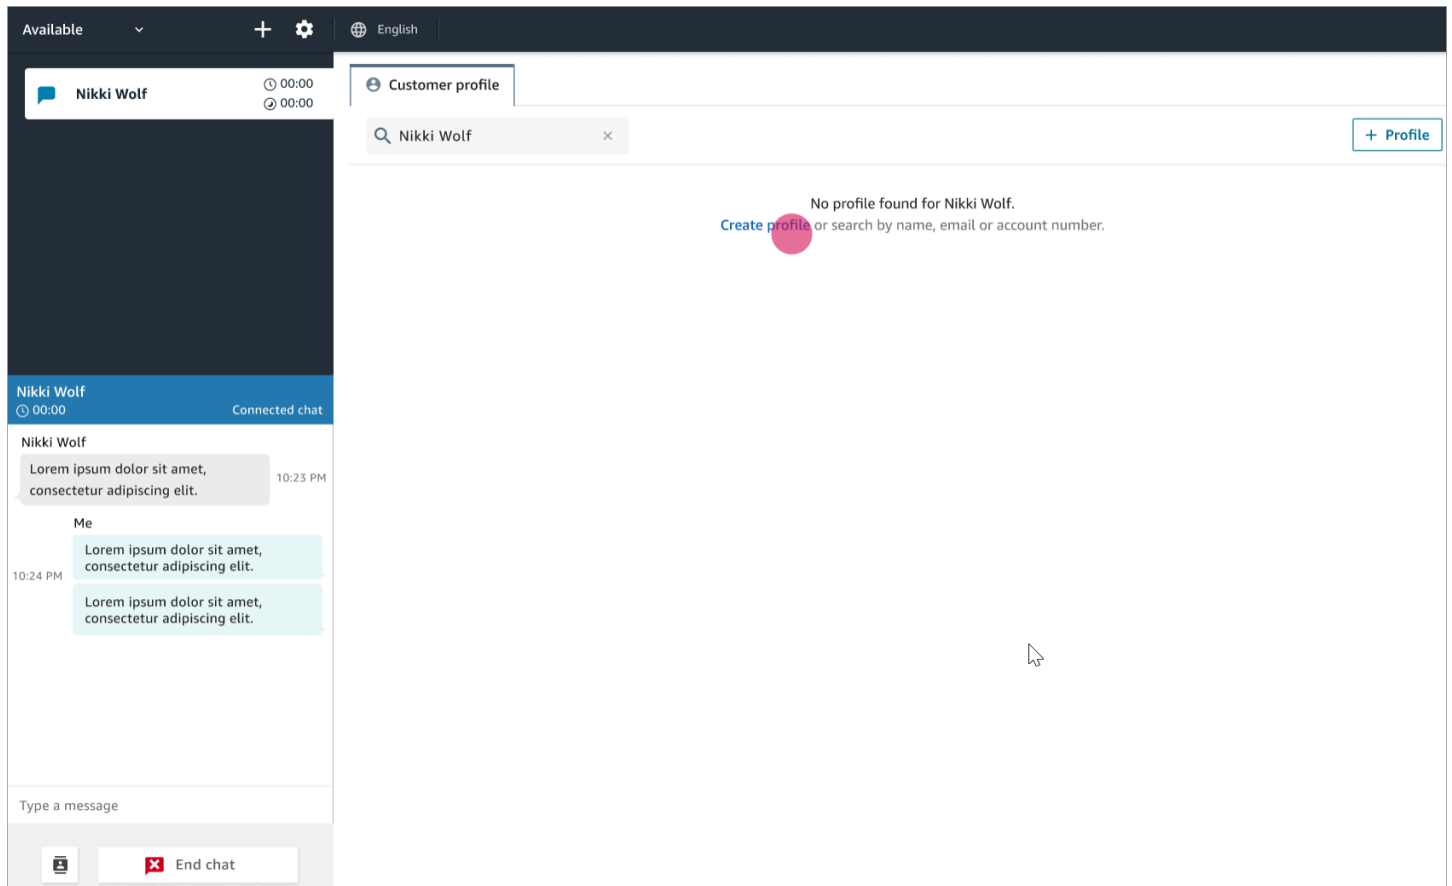 Available
English
Nikki Wolf
00:00
00:00
Customer profile
Nikki Wolf
+ Profile
No profile found for Nikki Wolf.
Create profile or search by name, email or account number.
Nikki Wolf
00:00
Connected chat
Nikki Wolf
Lorem ipsum dolor sit amet,
consectetur adipiscing elit.
10:23 PM
Me
Lorem ipsum dolor sit amet,
consectetur adipiscing elit.
10:24 PM
Lorem ipsum dolor sit amet,
consectetur adipiscing elit.
Type a message
End chat